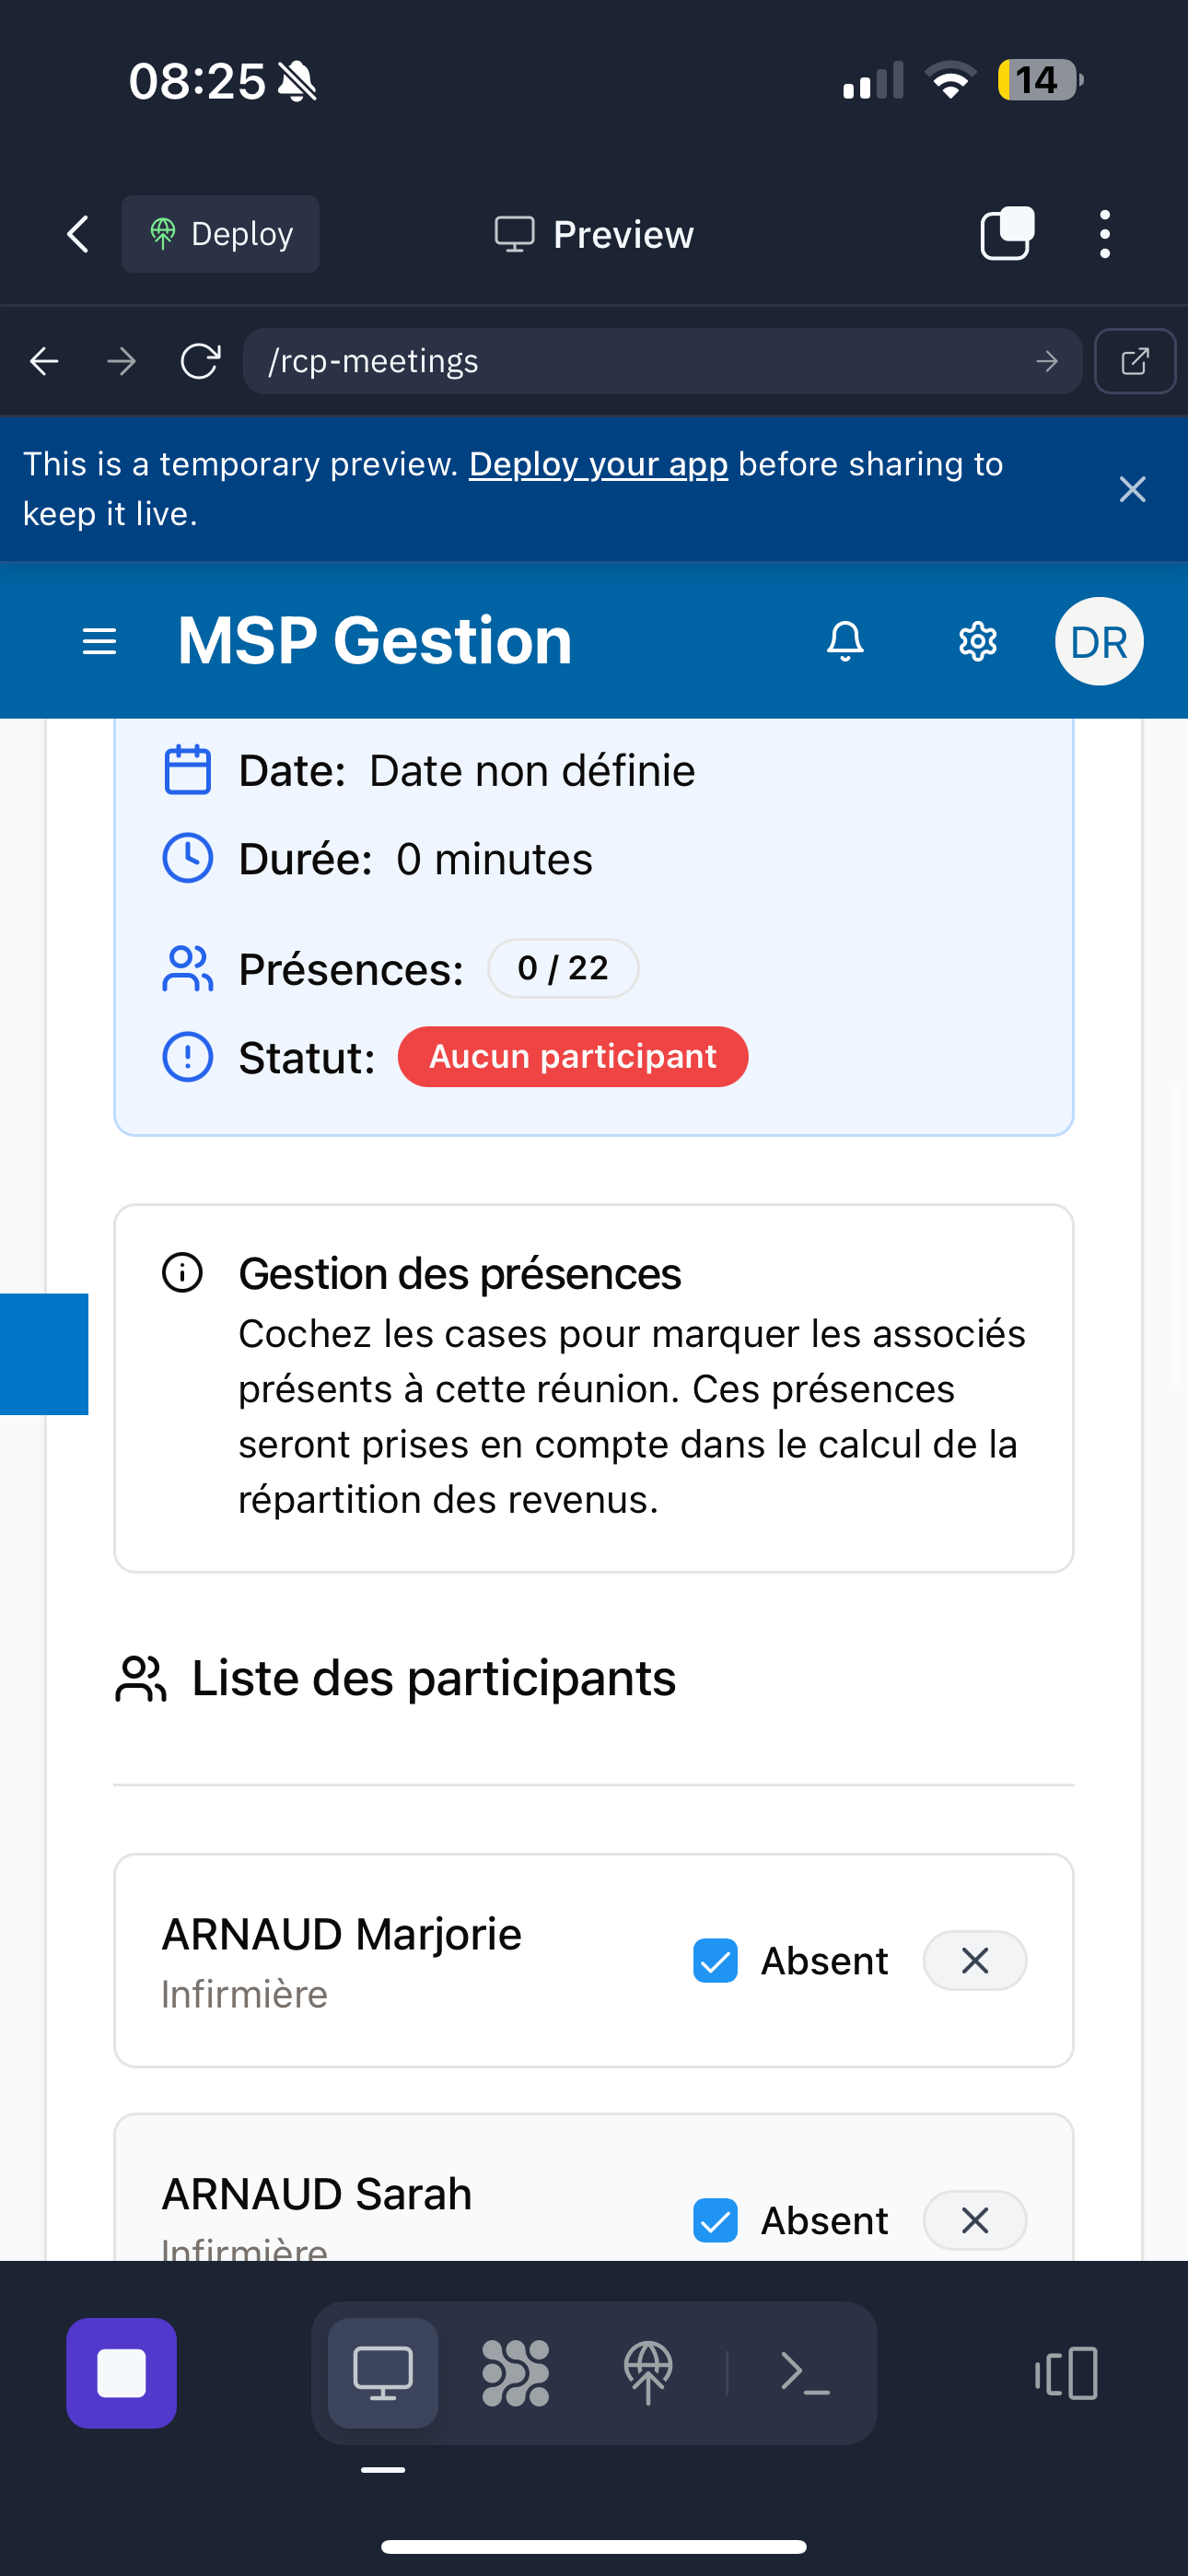 08:25
14
Deploy
Preview
/rcp-meetings
This is a temporary preview. Deploy your app before sharing to
keep it live.
MSP Gestion
DR
Date: Date non définie
Durée: 0 minutes
Présences: 0 / 22
Statut: Aucun participant
Gestion des présences
Cochez les cases pour marquer les associés
présents à cette réunion. Ces présences
seront prises en compte dans le calcul de la
répartition des revenus.
Liste des participants
ARNAUD Marjorie
Infirmière
Absent
ARNAUD Sarah
Infirmière
Absent